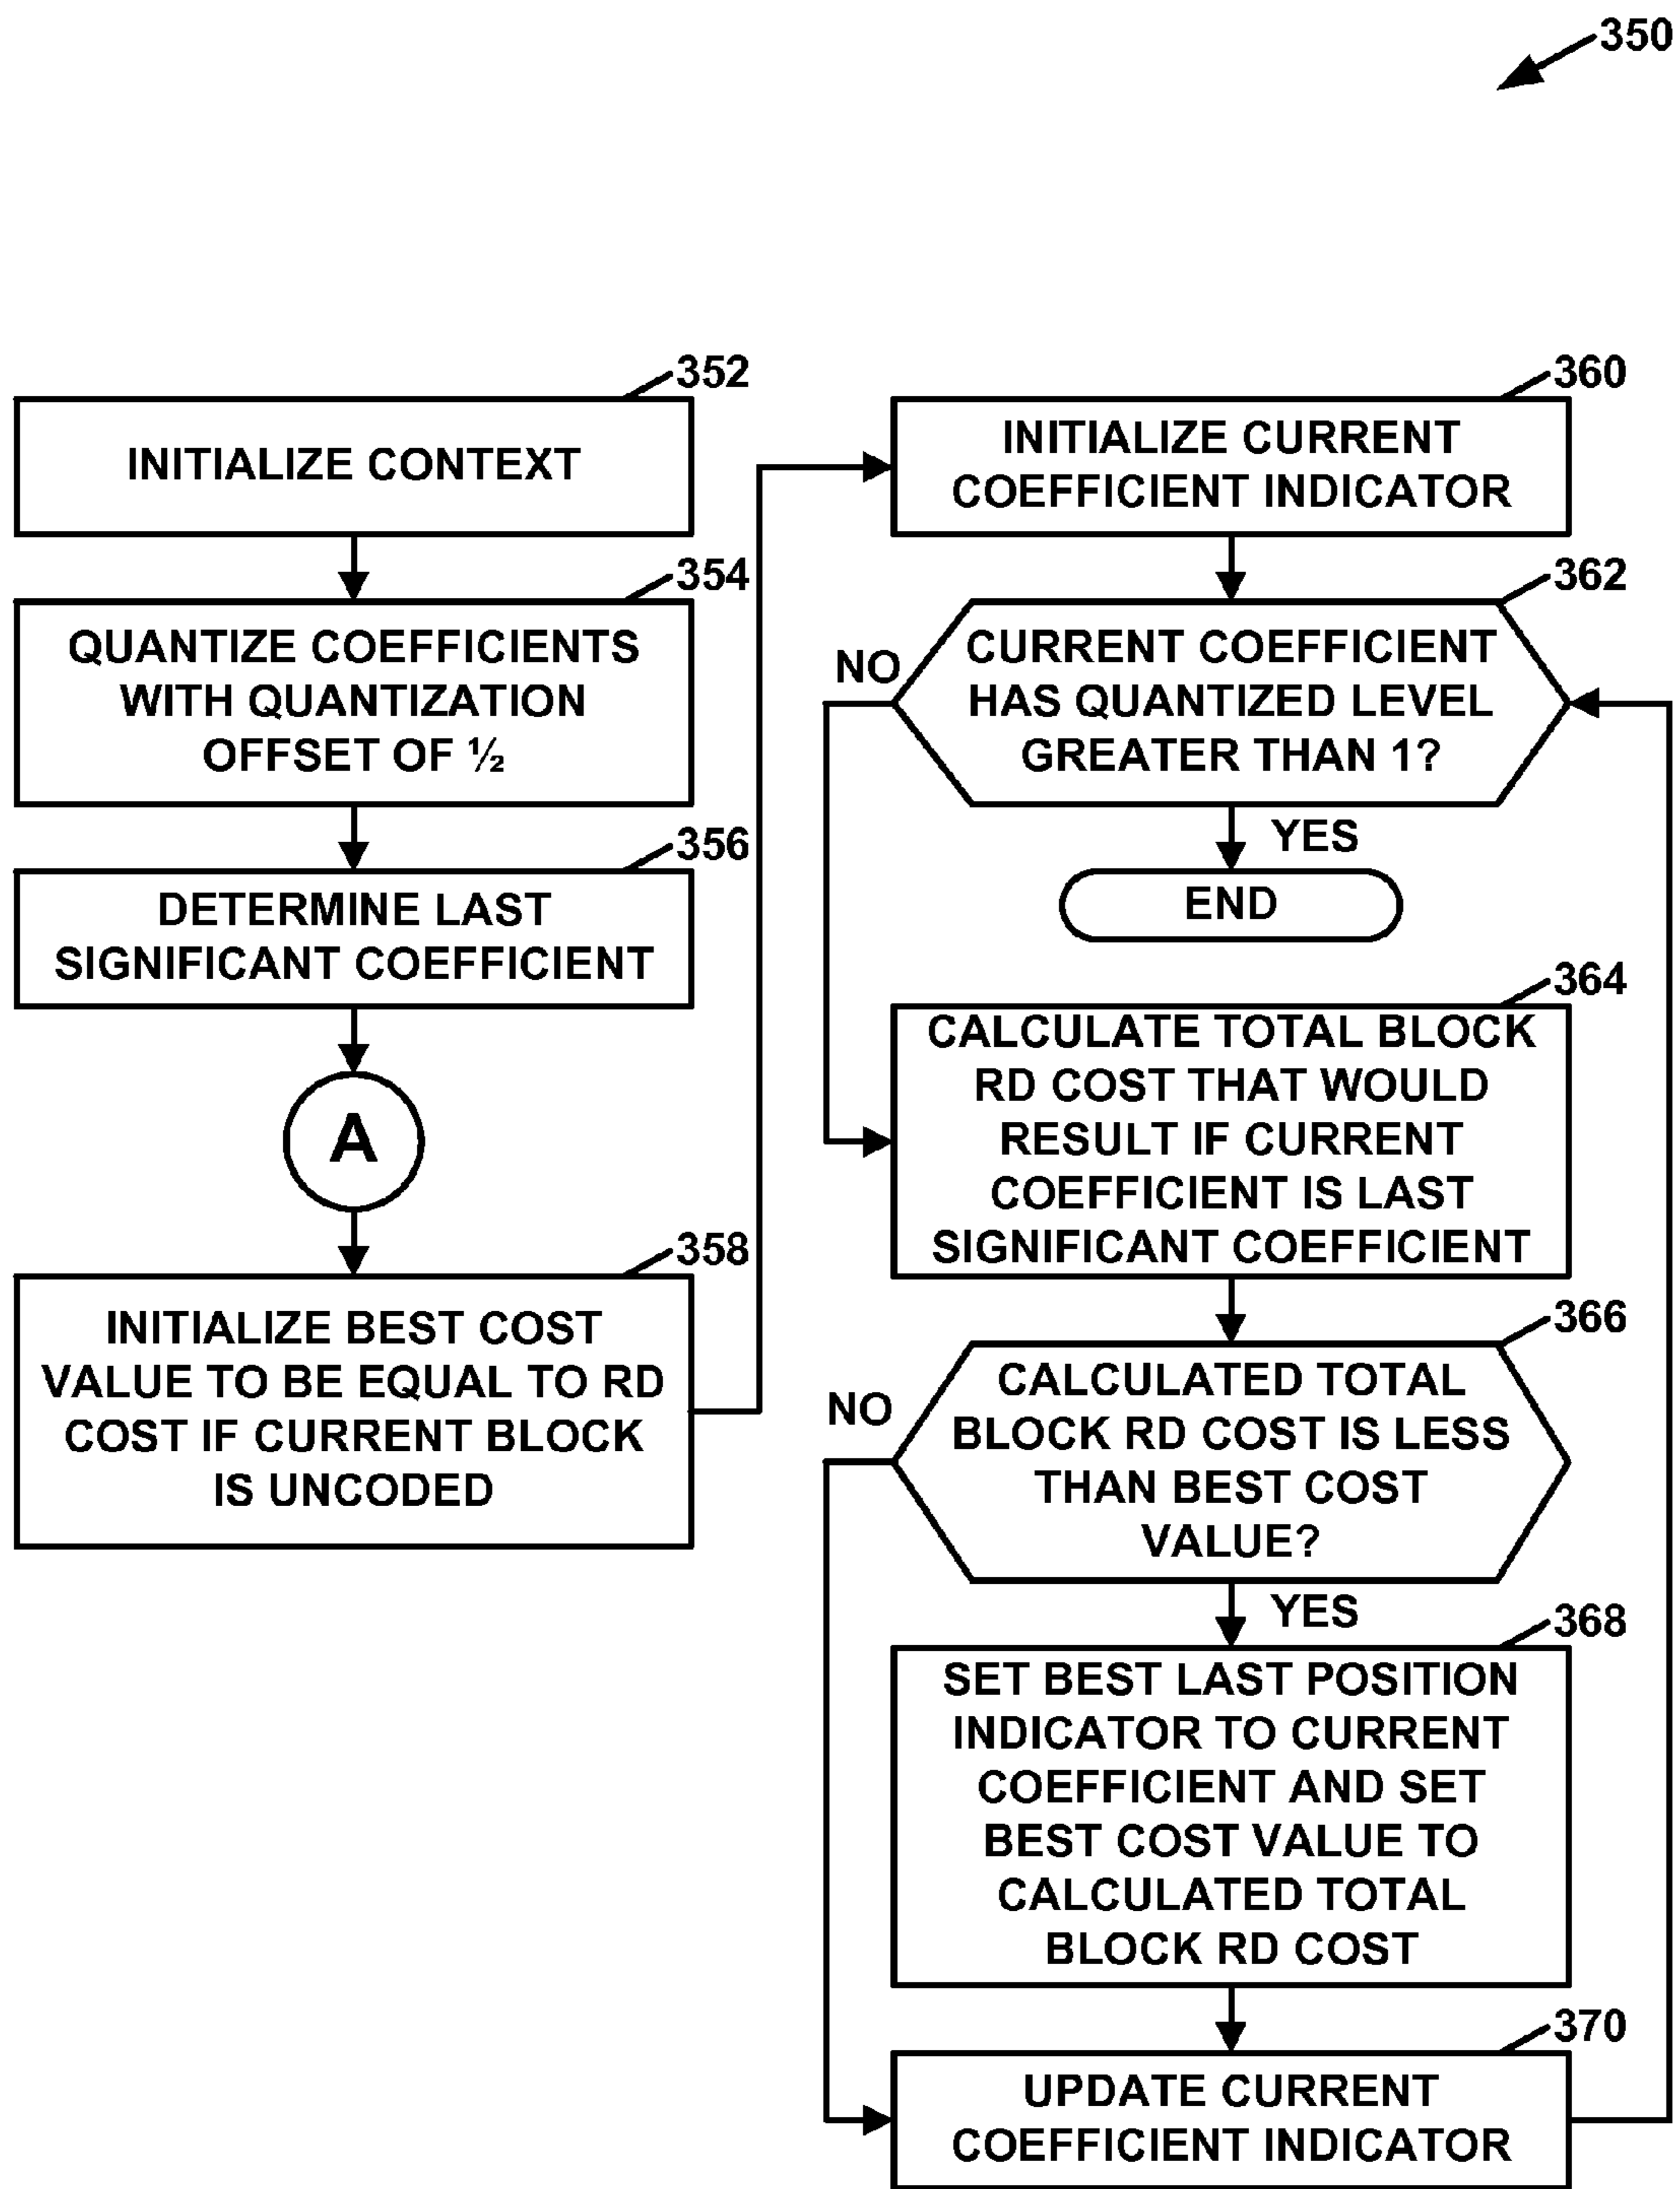 350
352
INITIALIZE CONTEXT
354
QUANTIZE COEFFICIENTS
WITH QUANTIZATION
OFFSET OF ½
356
DETERMINE LAST
SIGNIFICANT COEFFICIENT
A
358
INITIALIZE BEST COST
VALUE TO BE EQUAL TO RD
COST IF CURRENT BLOCK
IS UNCODED
360
INITIALIZE CURRENT
COEFFICIENT INDICATOR
362
CURRENT COEFFICIENT
HAS QUANTIZED LEVEL
GREATER THAN 1?
NO
YES
END
364
CALCULATE TOTAL BLOCK
RD COST THAT WOULD
RESULT IF CURRENT
COEFFICIENT IS LAST
SIGNIFICANT COEFFICIENT
366
CALCULATED TOTAL
BLOCK RD COST IS LESS
THAN BEST COST
VALUE?
NO
YES
368
SET BEST LAST POSITION
INDICATOR TO CURRENT
COEFFICIENT AND SET
BEST COST VALUE TO
CALCULATED TOTAL
BLOCK RD COST
370
UPDATE CURRENT
COEFFICIENT INDICATOR